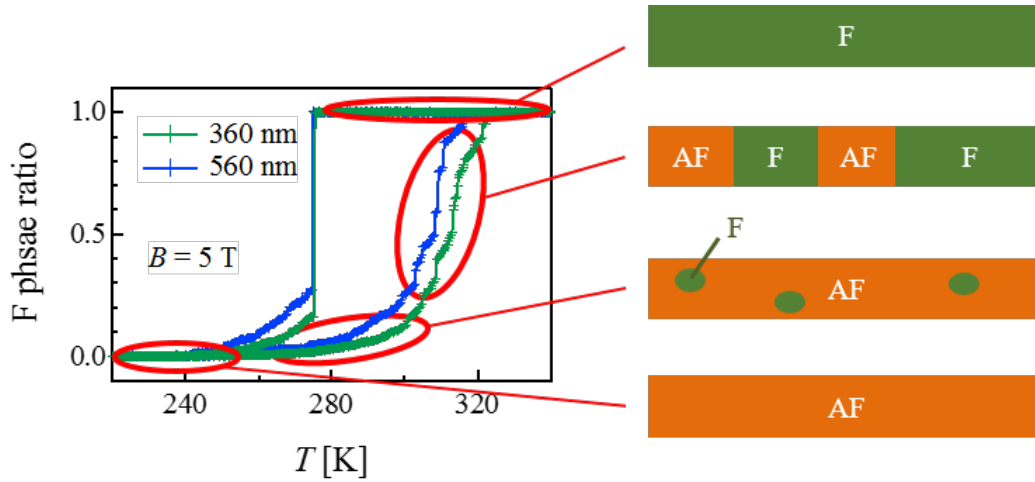 F
1.0
360 nm
560 nm
AF F AF F
0.5
B = 5 T
F
AF
0.0
AF
240 280 320
T [K]
F phsae ratio